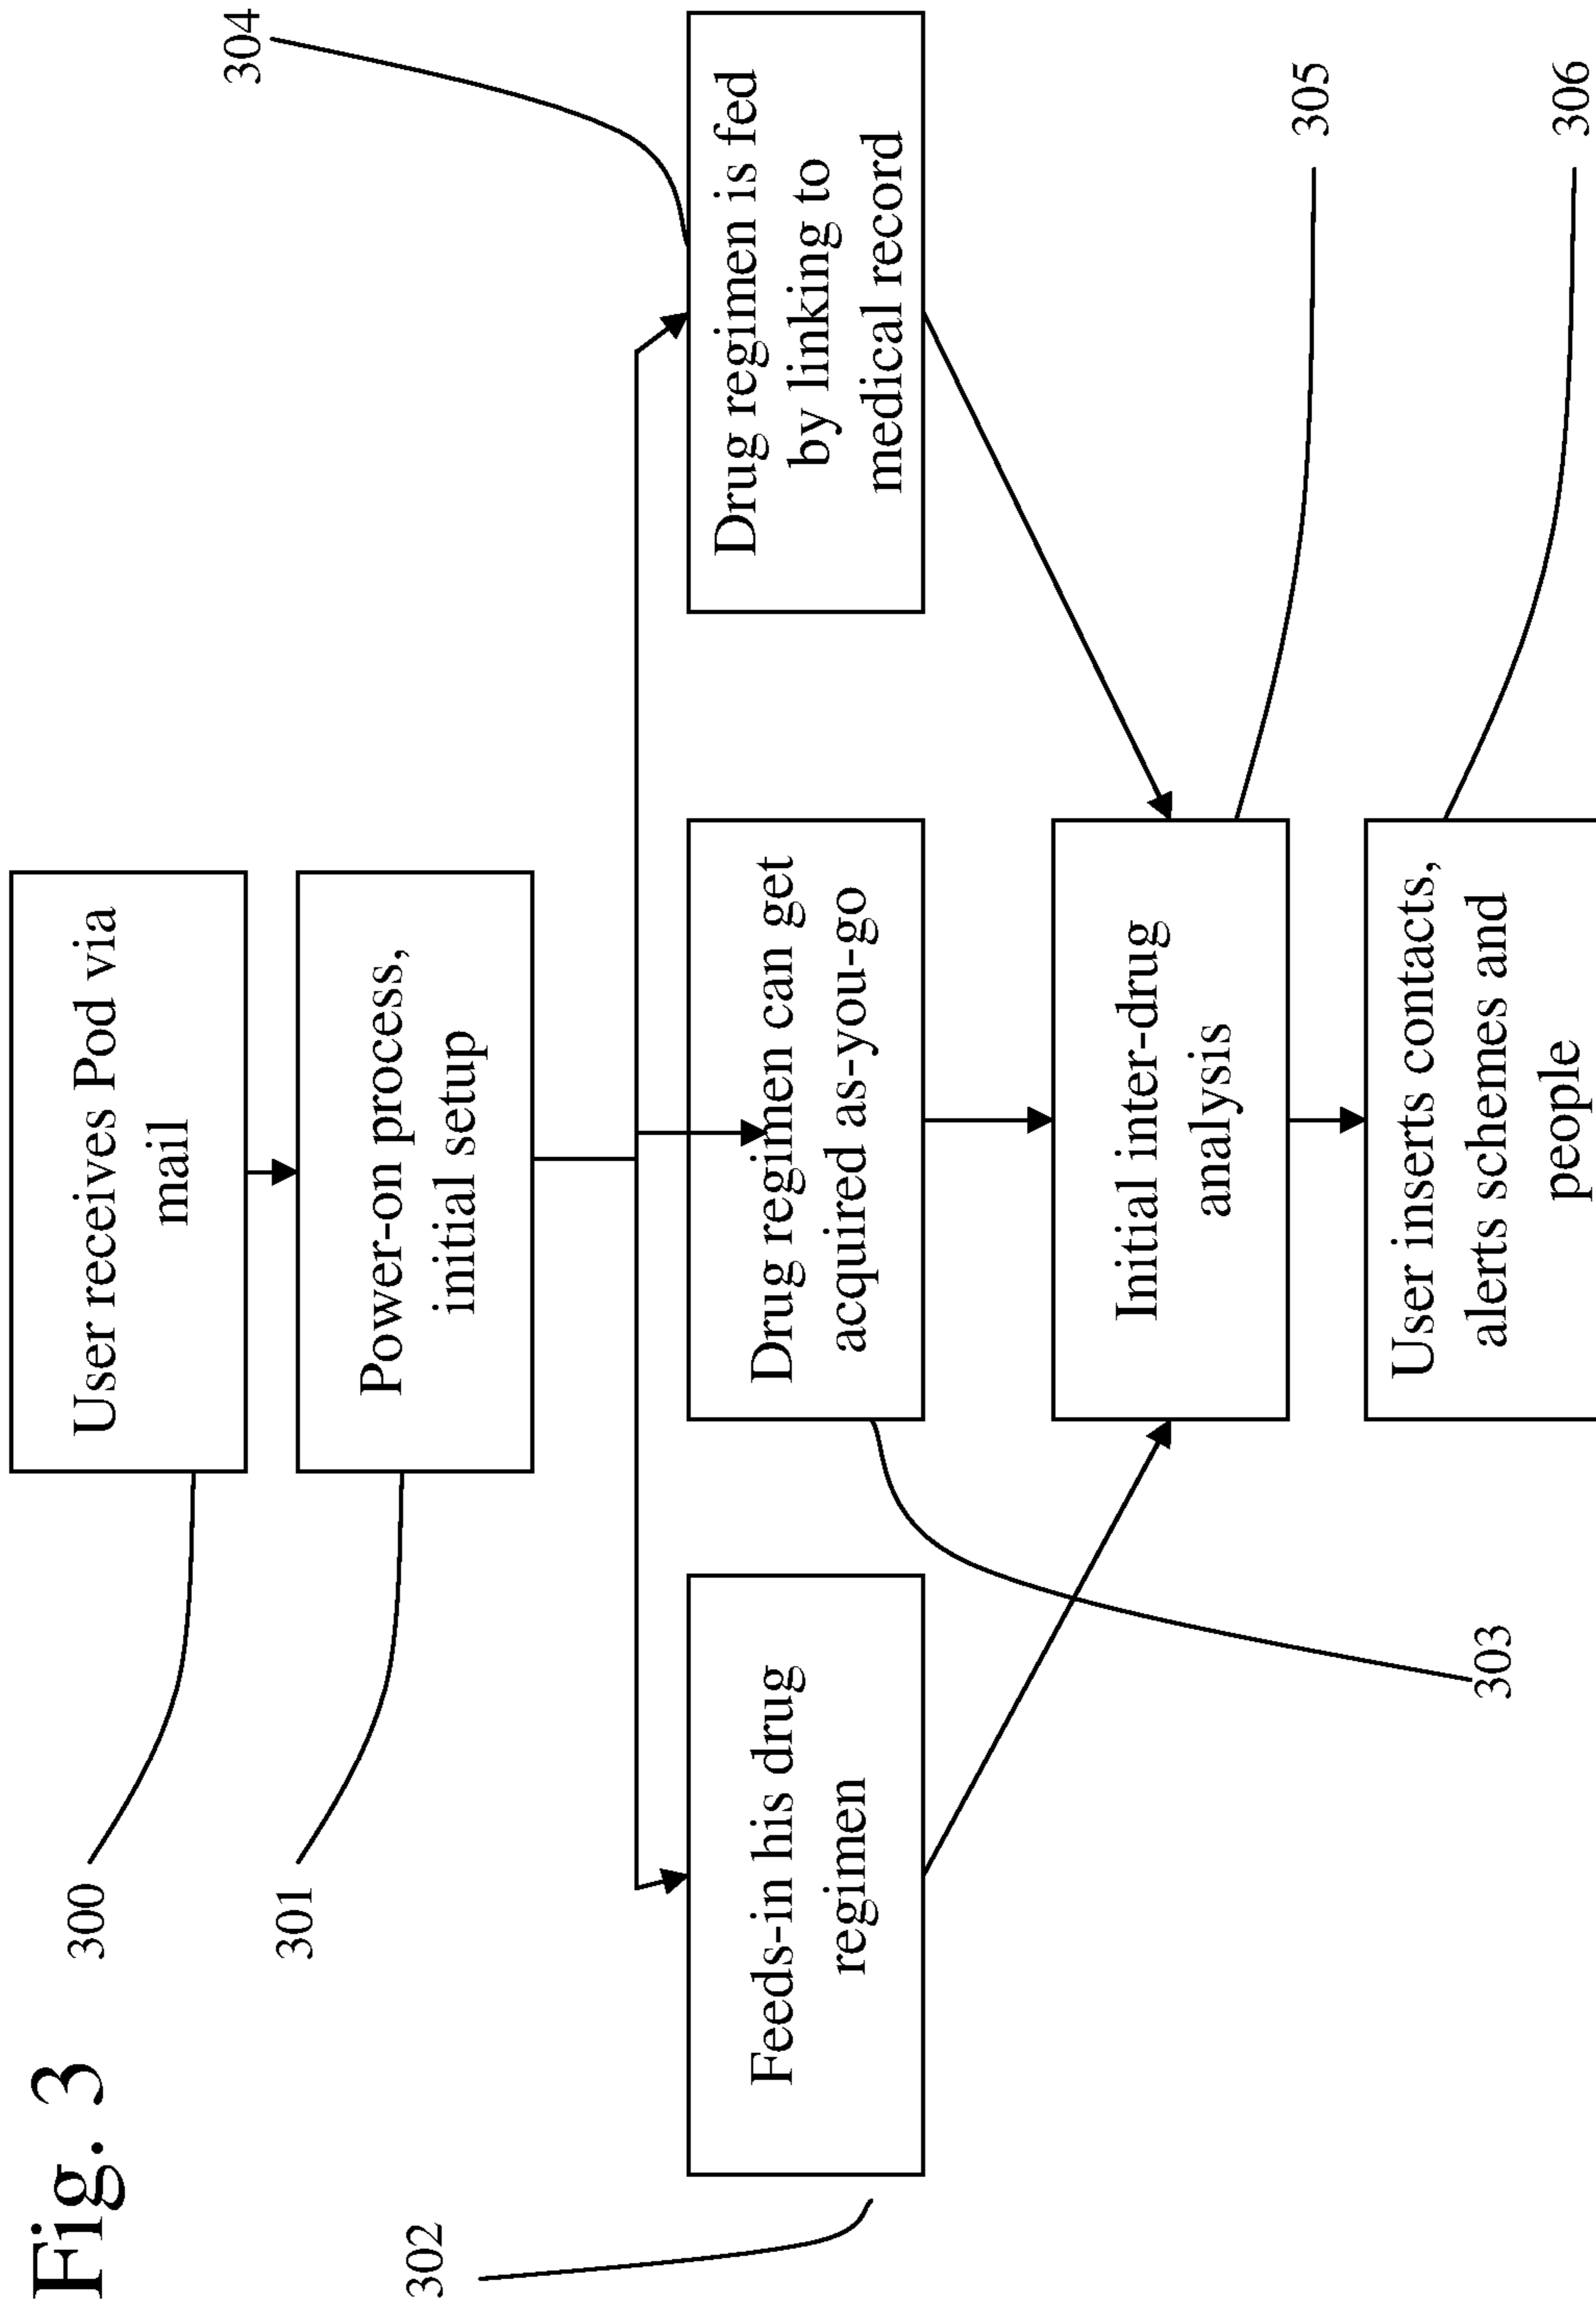 Fig. 3
300
User receives Pod via
mail
304
301
Power-on process,
initial setup
302
Feeds-in his drug
regimen
Drug regimen can get
acquired as-you-go
Drug regimen is fed
by linking to
medical record
Initial inter-drug
analysis
305
303
User inserts contacts,
alerts schemes and
people
306